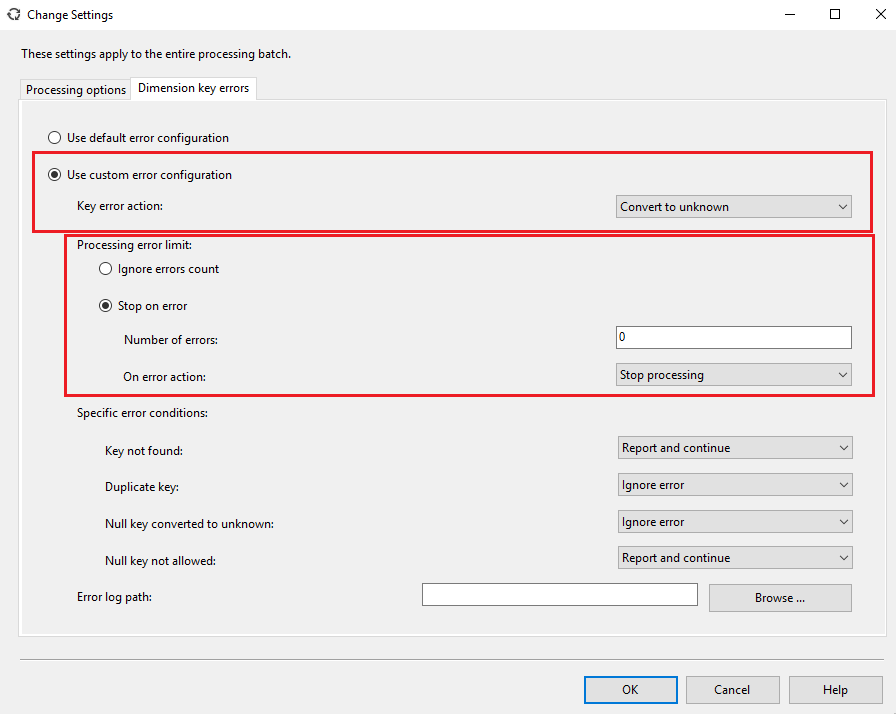 Change Settings
These settings apply to the entire processing batch.
Processing options Dimension key errors
Use default error configuration
Use custom error configuration
Key error action: Convert to unknown
Processing error limit:
Ignore errors count
Stop on error
Number of errors: 0
On error action: Stop processing
Specific error conditions:
Key not found: Report and continue
Duplicate key: Ignore error
Null key converted to unknown: Ignore error
Null key not allowed: Report and continue
Error log path: Browse ...
OK Cancel Help